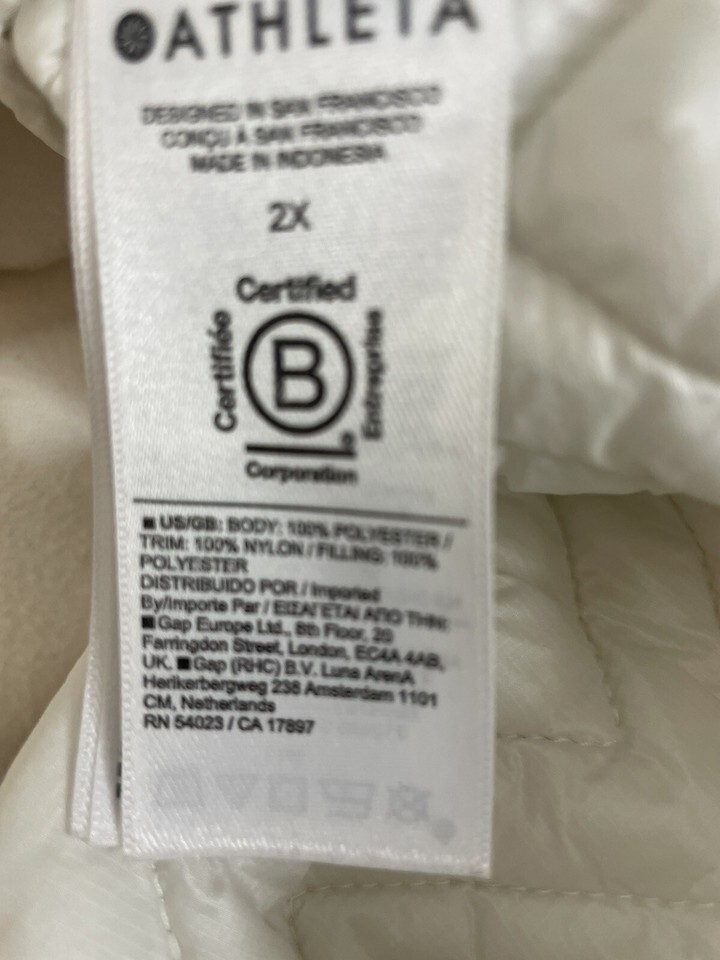 ATHLETA
DESIGNED IN SAN FRANCISCO
CONÇU À SAN FRANCISCO
MADE IN INDONESIA
2X
Certified
Certifiée
B
Entreprise
Corporation
■ US/GB: BODY: 100% POLYESTER /
TRIM: 100% NYLON / FILLING: 100%
POLYESTER
DISTRIBUIDO POR / Imported
By/Importe Par / ΕΙΣΑΓΕΤΑΙ ΑΠΟ ΤΗΝ:
■ Gap Europe Ltd., 8th Floor, 20
Farringdon Street, London, EC4A 4AB,
UK. ■ Gap (RHC) B.V. Luna ArenA
Herikerbergweg 238 Amsterdam 1101
CM, Netherlands
RN 54023 / CA 17897